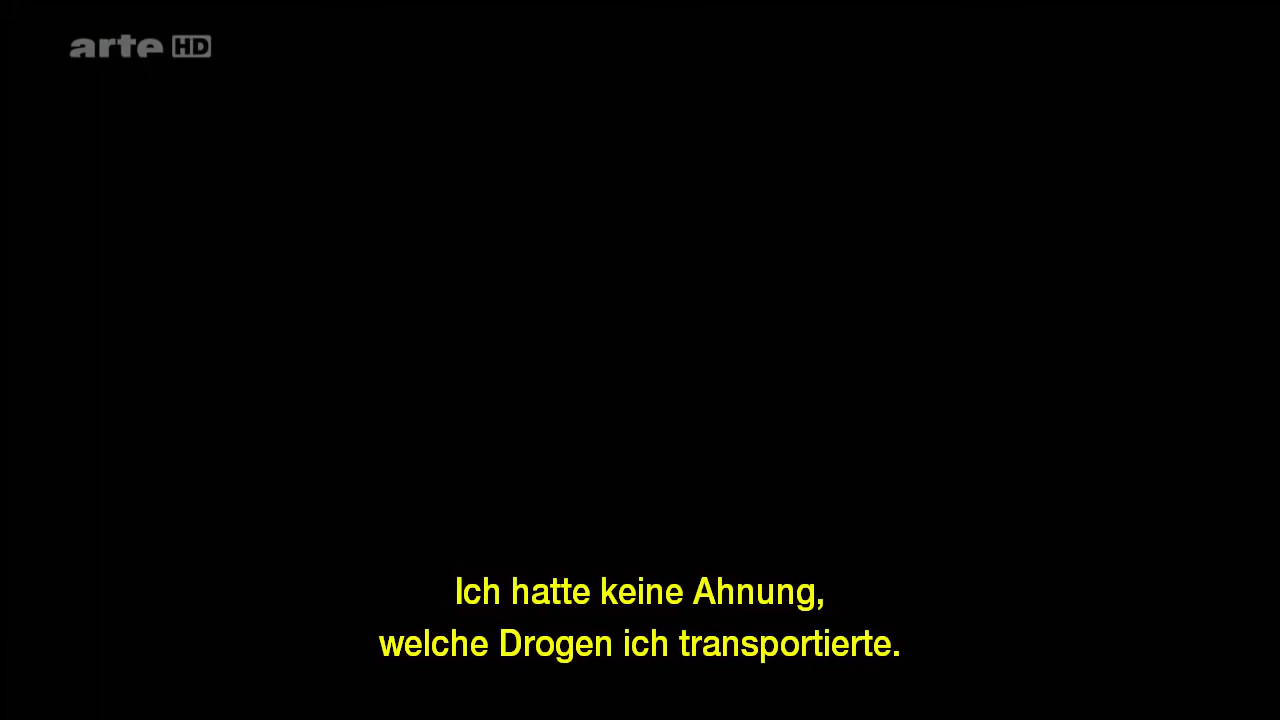 arte HD
Ich hatte keine Ahnung,
welche Drogen ich transportierte.